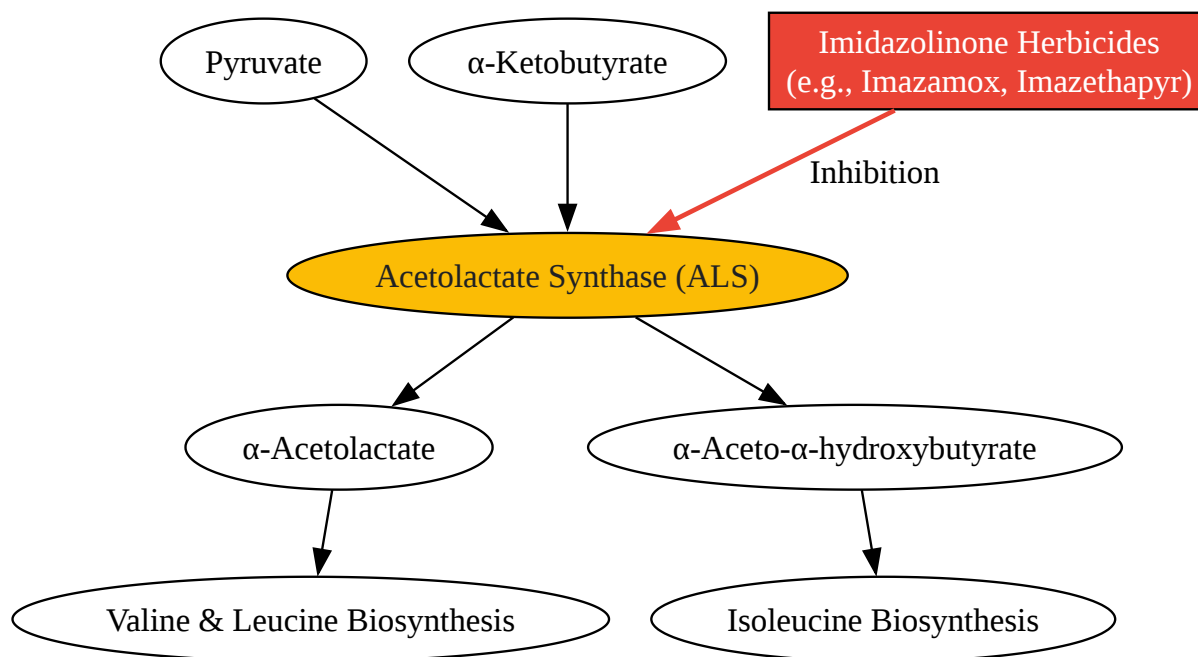 Pyruvate
α-Ketobutyrate
Imidazolinone Herbicides
(e.g., Imazamox, Imazethapyr)
Inhibition
Acetolactate Synthase (ALS)
α-Acetolactate
α-Aceto-α-hydroxybutyrate
Valine & Leucine Biosynthesis
Isoleucine Biosynthesis